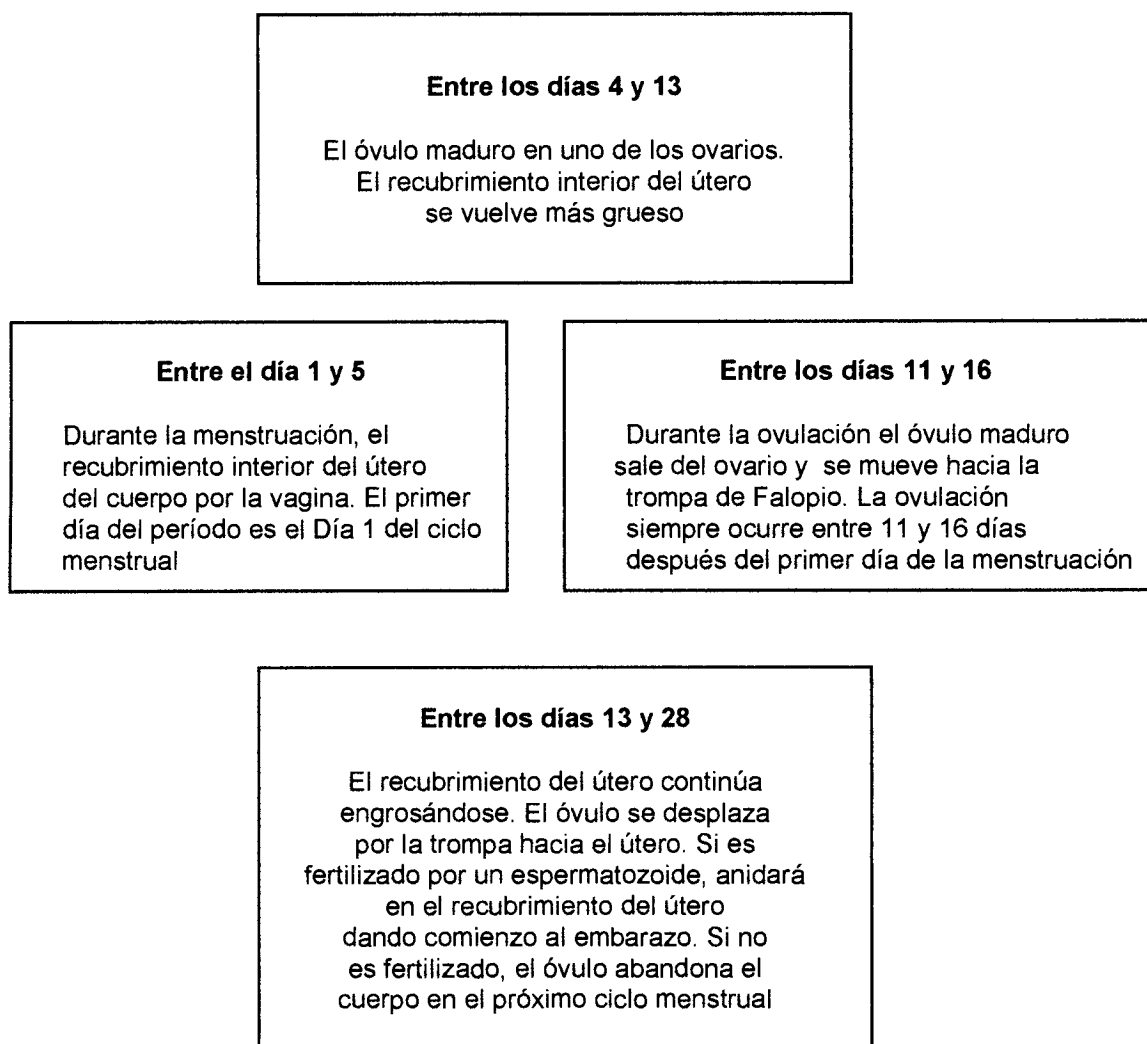 Entre los días 4 y 13
El óvulo maduro en uno de los ovarios.
El recubrimiento interior del útero
se vuelve más grueso
Entre el día 1 y 5
Durante la menstruación, el
recubrimiento interior del útero
del cuerpo por la vagina. El primer
día del período es el Día 1 del ciclo
menstrual
Entre los días 11 y 16
Durante la ovulación el óvulo maduro
sale del ovario y se mueve hacia la
trompa de Falopio. La ovulación
siempre ocurre entre 11 y 16 días
después del primer día de la menstruación
Entre los días 13 y 28
El recubrimiento del útero continúa
engrosándose. El óvulo se desplaza
por la trompa hacia el útero. Si es
fertilizado por un espermatozoide, anidará
en el recubrimiento del útero
dando comienzo al embarazo. Si no
es fertilizado, el óvulo abandona el
cuerpo en el próximo ciclo menstrual